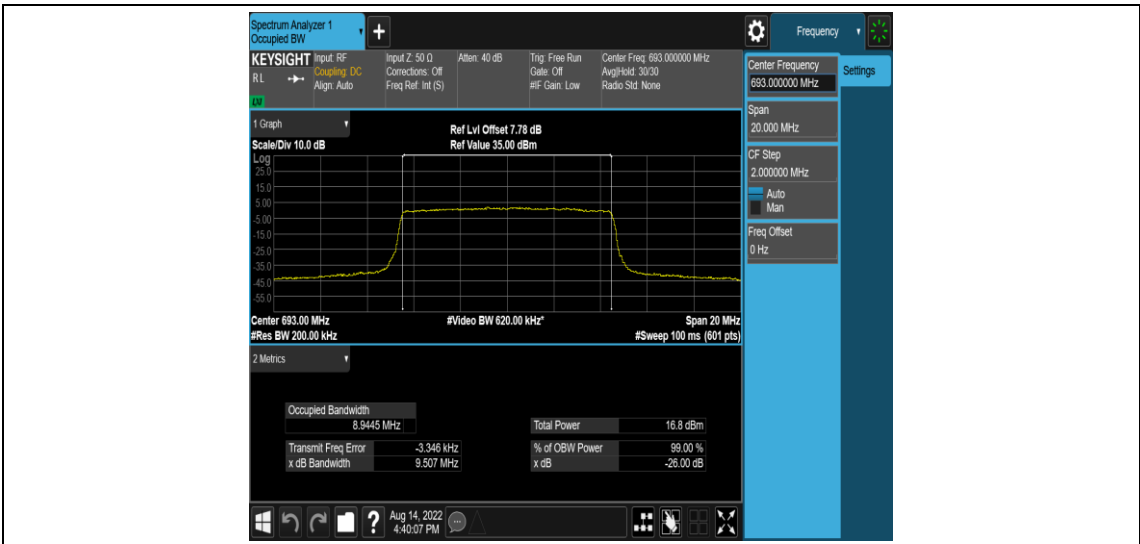 Spectrum Analyzer 1
Occupied BW
+
Frequency
KEYSIGHT
RL
LXI
Input: RF
Coupling: DC
Align: Auto
Input Z: 50 Ω
Corrections: Off
Freq Ref: Int (S)
Atten: 40 dB
Trig: Free Run
Gate: Off
#IF Gain: Low
Center Freq: 693.000000 MHz
Avg|Hold: 30/30
Radio Std: None
Center Frequency
693.000000 MHz
Settings
Span
20.000 MHz
CF Step
2.000000 MHz
Auto
Man
Freq Offset
0 Hz
1 Graph
Ref Lvl Offset 7.78 dB
Scale/Div 10.0 dB
Ref Value 35.00 dBm
Log
25.0
15.0
5.00
-5.00
-15.0
-25.0
-35.0
-45.0
-55.0
Center 693.00 MHz
#Video BW 620.00 kHz*
Span 20 MHz
#Res BW 200.00 kHz
#Sweep 100 ms (601 pts)
2 Metrics
Occupied Bandwidth
8.9445 MHz
Total Power 16.8 dBm
Transmit Freq Error -3.346 kHz
% of OBW Power 99.00 %
x dB Bandwidth 9.507 MHz
x dB -26.00 dB
?
Aug 14, 2022
4:40:07 PM